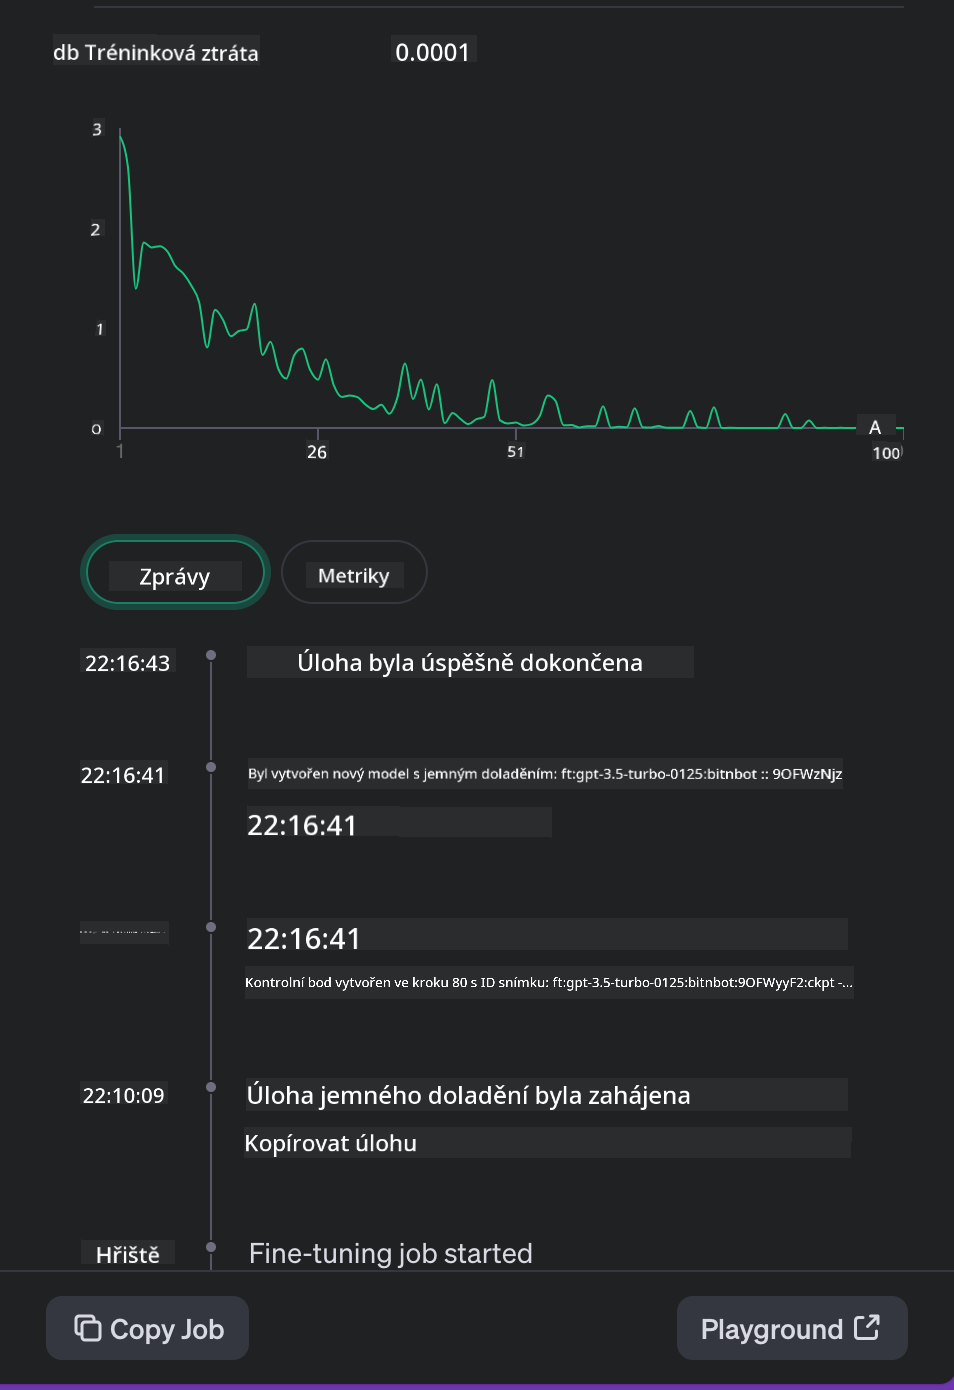 db Tréninková ztráta 0.0001
3
2
1
0
1 26 51 100
A
Zprávy Metriky
22:16:43 Úloha byla úspěšně dokončena
22:16:41 Byl vytvořen nový model s jemným doladěním: ft:gpt-3.5-turbo-0125:bitnbot :: 9OFWzNjz
22:16:41
22:16:41
Kontrolní bod vytvořen ve kroku 80 s ID snímku: ft:gpt-3.5-turbo-0125:bitnbot:9OFWyyF2:ckpt -...
22:10:09 Úloha jemného doladění byla zahájena
Kopírovat úlohu
Hřiště Fine-tuning job started
Copy Job Playground